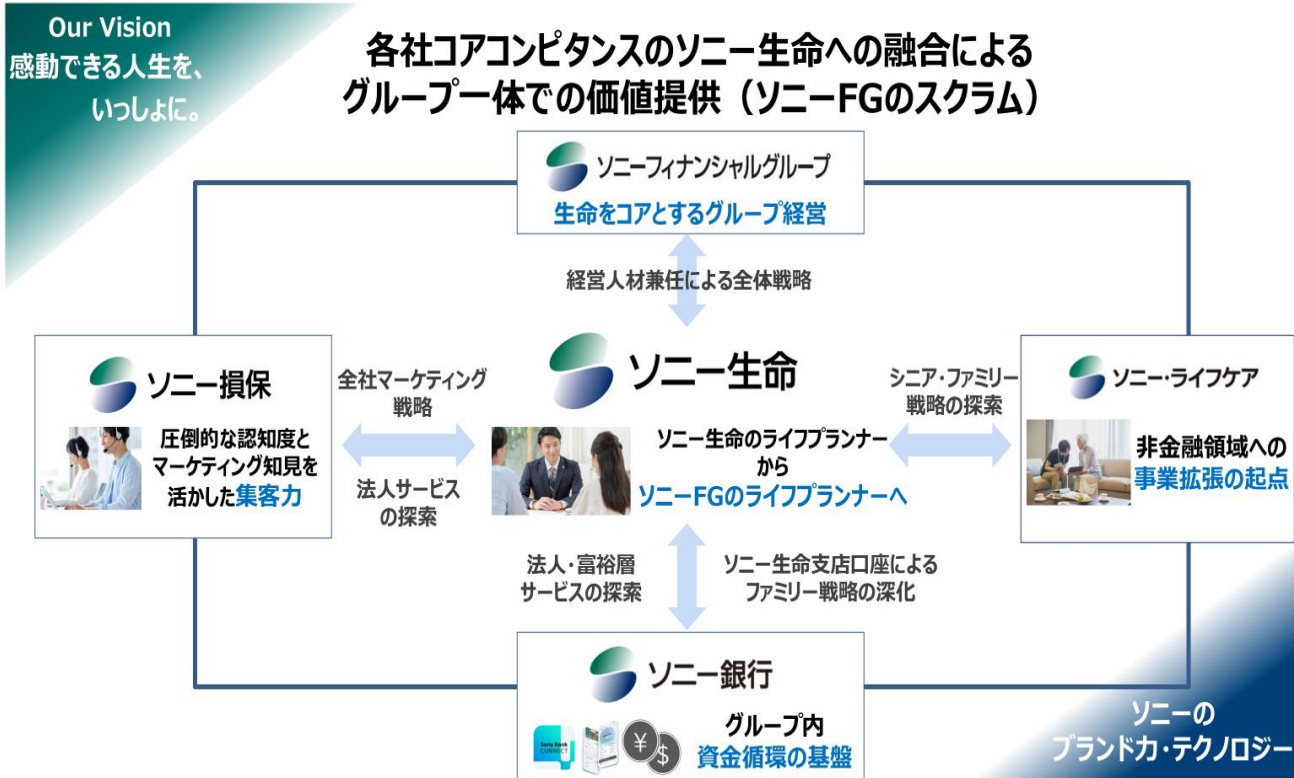 Our Vision
感動できる人生を、
いっしょに。
各社コアコンピタンスのソニー生命への融合による
グループ一体での価値提供（ソニーFGのスクラム）
ソニーフィナンシャルグループ
生命をコアとするグループ経営
経営人材兼任による全体戦略
ソニー損保
圧倒的な認知度と
マーケティング知見を
活かした集客力
全社マーケティング
戦略
法人サービス
の探索
ソニー生命
ソニー生命のライフプランナー
から
ソニーFGのライフプランナーへ
シニア・ファミリー
戦略の探索
ソニー・ライフケア
非金融領域への
事業拡張の起点
法人・富裕層
サービスの探索
ソニー生命支店口座による
ファミリー戦略の深化
ソニー銀行
Sony Bank
CONNECT
¥
$
グループ内
資金循環の基盤
ソニーの
ブランド力・テクノロジー